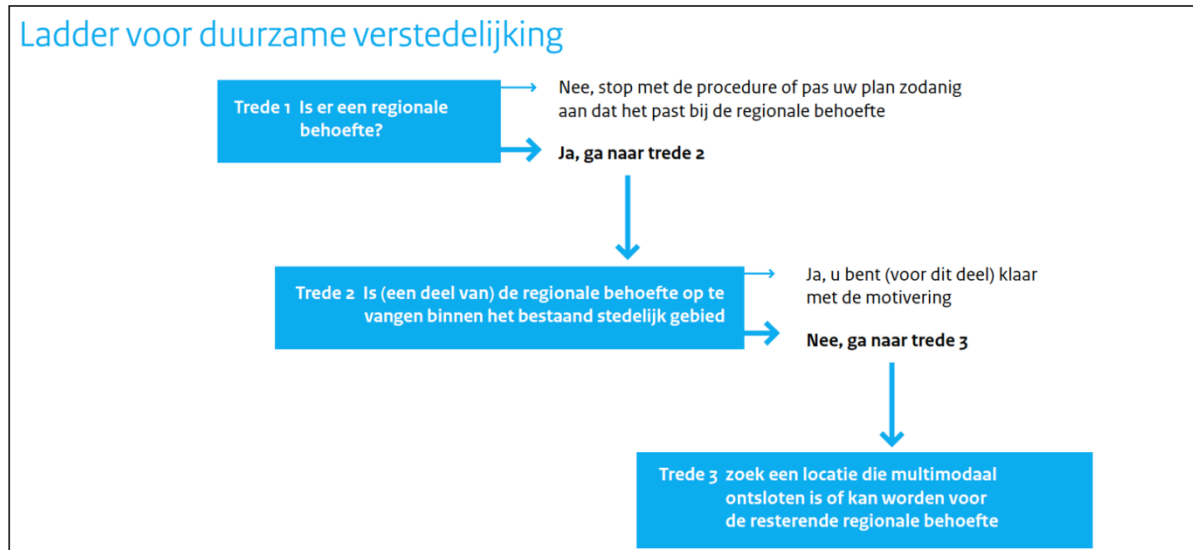 Ladder voor duurzame verstedelijking
Trede 1 Is er een regionale
behoefte?
Nee, stop met de procedure of pas uw plan zodanig
aan dat het past bij de regionale behoefte
Ja, ga naar trede 2
Trede 2 Is (een deel van) de regionale behoefte op te
vangen binnen het bestaand stedelijk gebied
Ja, u bent (voor dit deel) klaar
met de motivering
Nee, ga naar trede 3
Trede 3 zoek een locatie die multimodaal
ontsloten is of kan worden voor
de resterende regionale behoefte